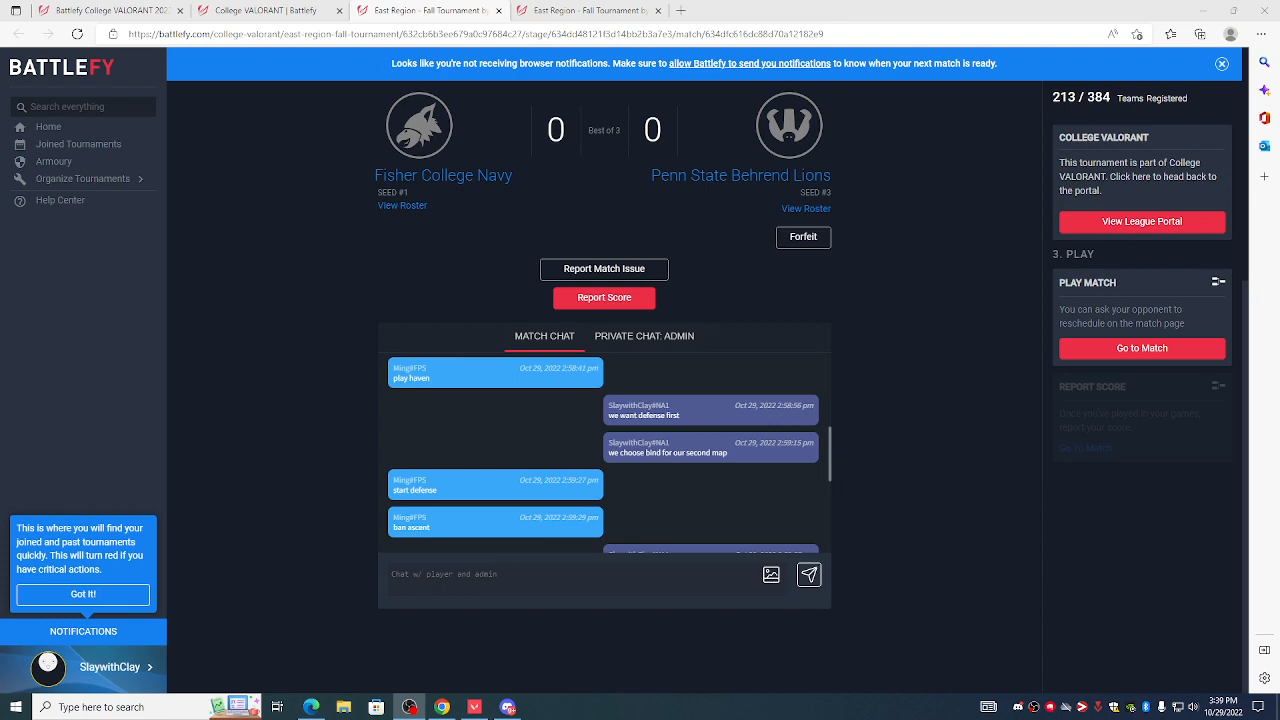 College VALORANT 202
College VALORANT | Battlefy
Fisher College Navy - Team-ent by
https://battlefy.com/college-valorant/east-region-fall-tournament/632dcb6b3ee679a0c97684c7/stage/634dfc614bb2b3a7e2bd70a2/match/634dfc616d1dc870a42182e9
BATTLEFY
Looks like you're not receiving browser notifications. Make sure to allow Battlefy to send you notifications to know when your next match is ready.
Search everything
Home
Joined Tournaments
Armoury
Organize Tournaments
Help Center
0
Best of 3
0
Fisher College Navy
SEED #1
View Roster
Penn State Behrend Lions
SEED #3
View Roster
Forfeit
Report Match Issue
Report Score
MATCH CHAT
PRIVATE CHAT: ADMIN
Ming#FPS Oct 29, 2022 2:58:41 pm
play haven
SlaywithClay#NA1 Oct 29, 2022 2:58:56 pm
we want defense first
SlaywithClay#NA1 Oct 29, 2022 2:59:15 pm
we choose bind for our second map
Ming#FPS Oct 29, 2022 2:59:27 pm
start defense
Ming#FPS Oct 29, 2022 2:59:29 pm
ban ascent
Chat w/ player and admin
213 / 384 Teams Registered
COLLEGE VALORANT
This tournament is part of College
VALORANT. Click here to head back to
the portal.
View League Portal
3. PLAY
PLAY MATCH
You can ask your opponent to
reschedule on the match page
Go to Match
REPORT SCORE
Once you've played in your games,
report your score.
Go To Match
This is where you will find your
joined and past tournaments
quickly. This will turn red if you
have critical actions.
Got It!
NOTIFICATIONS
SlaywithClay
Type here to search
3:39 PM
10/29/2022